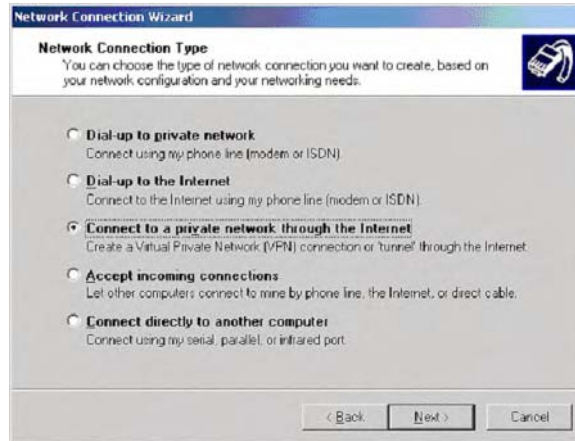 Network Connection Wizard
Network Connection Type
You can choose the type of network connection you want to create, based on
your network configuration and your networking needs.
Dial-up to private network
Connect using my phone line (modem or ISDN).
Dial-up to the Internet
Connect to the Internet using my phone line (modem or ISDN).
Connect to a private network through the Internet
Create a Virtual Private Network (VPN) connection or 'tunnel' through the Internet.
Accept incoming connections
Let other computers connect to mine by phone line, the Internet, or direct cable.
Connect directly to another computer
Connect using my serial, parallel, or infrared port.
< Back Next > Cancel